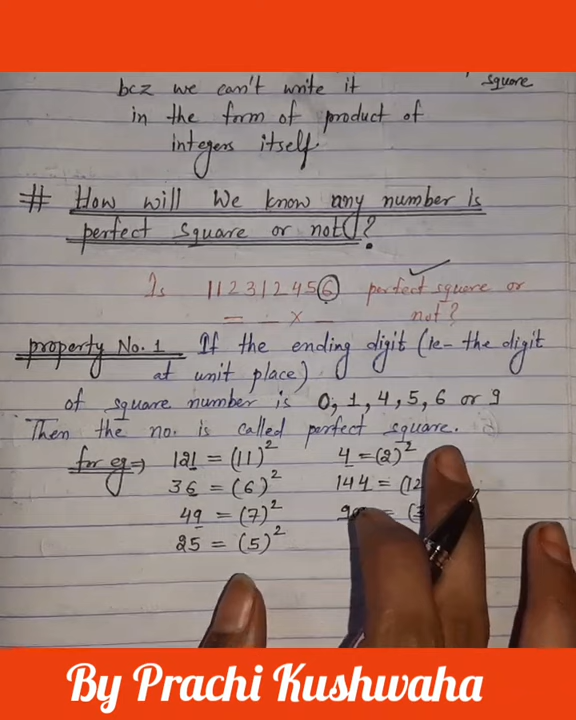 square
bcz we can't write it
in the form of product of
integers itself
# How will We know any number is
perfect square or not?
Is 112312456 perfect square or
= _ × _ not?
property No. 1 If the ending digit (ie- the digit
at unit place)
of square number is 0, 1, 4, 5, 6 or 9
Then the no. is called perfect square.
for eg⇒ 121 = (11)² 4 = (2)²
36 = (6)² 144 = (12
49 = (7)²
25 = (5)²
By Prachi Kushwaha